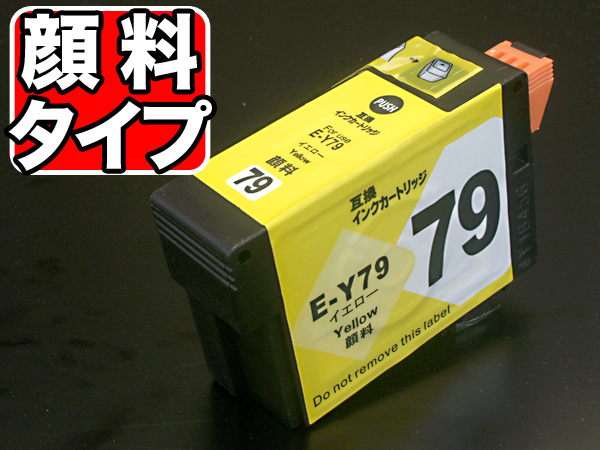 顔料
タイプ
PUSH
互換
インクカートリッジ
For use
E-Y79
イエロー
Yellow
顔料
79
互換
インクカートリッジ
79
E-Y79
イエロー
Yellow
顔料
Do not remove this label